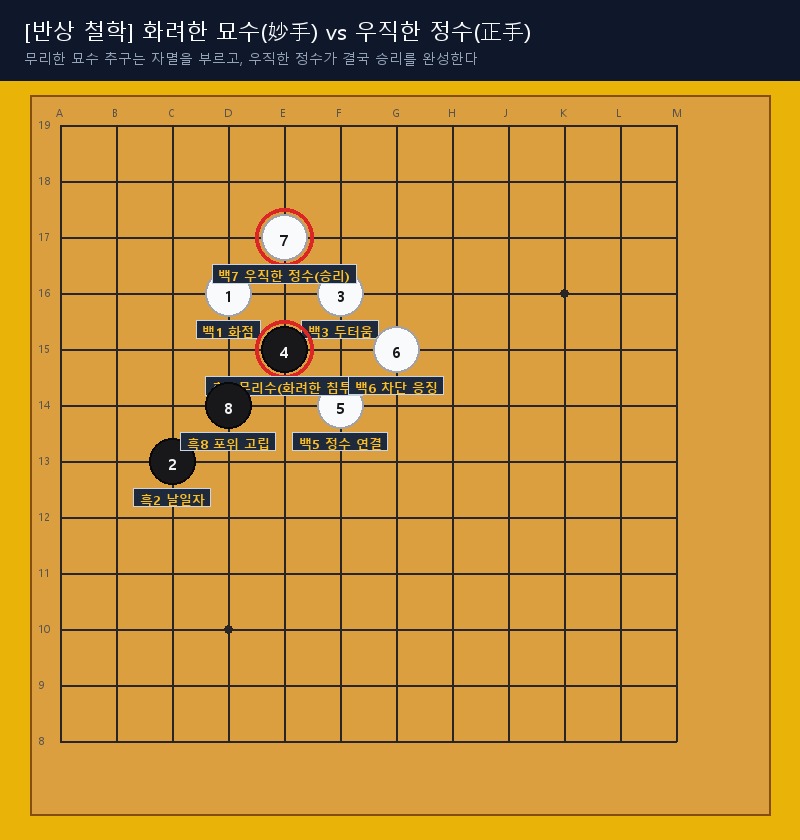 [반상 철학] 화려한 묘수(妙手) vs 우직한 정수(正手)
무리한 묘수 추구는 자멸을 부르고, 우직한 정수가 결국 승리를 완성한다
A B C D E F G H J K L M
19
18
17
7
백7 우직한 정수(승리)
16
1 3
백1 화점 백3 두터움
15
4 6
무리수(화려한 백6 차단 응징
14
8 5
흑8 포위 고립 백5 정수 연결
13
2
흑2 날일자
12
11
10
9
8